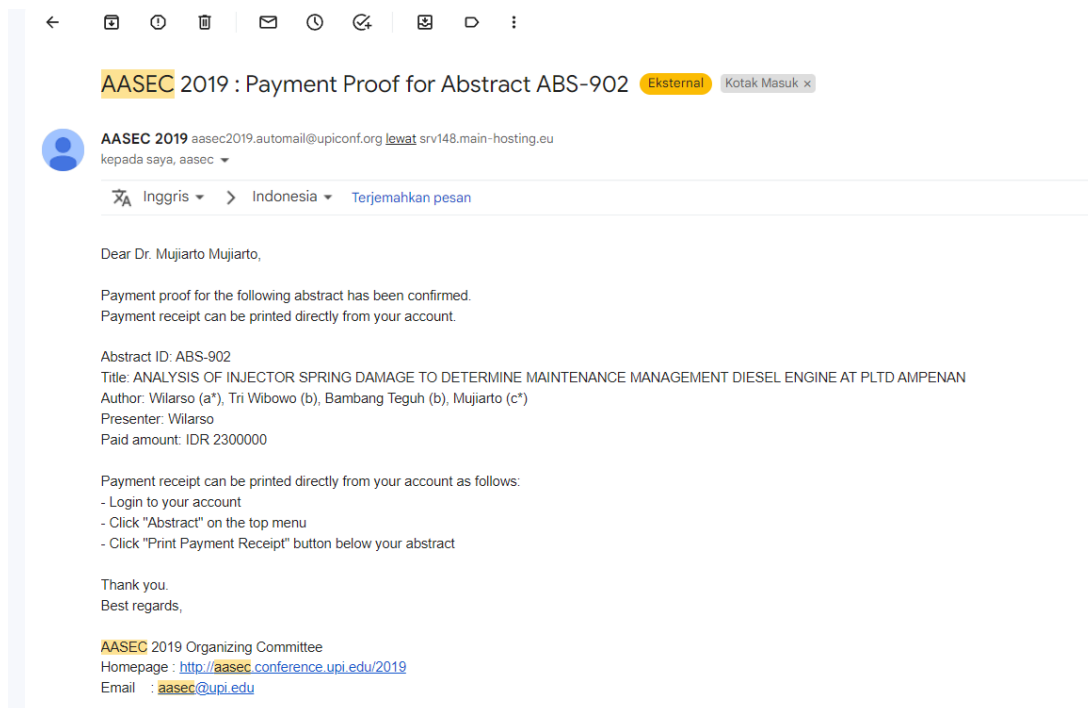 AASEC 2019 : Payment Proof for Abstract ABS-902 Eksternal Kotak Masuk ×
AASEC 2019 aasec2019.automail@upiconf.org lewat srv148.main-hosting.eu
kepada saya, aasec
Inggris > Indonesia Terjemahkan pesan
Dear Dr. Mujiarto Mujiarto,
Payment proof for the following abstract has been confirmed.
Payment receipt can be printed directly from your account.
Abstract ID: ABS-902
Title: ANALYSIS OF INJECTOR SPRING DAMAGE TO DETERMINE MAINTENANCE MANAGEMENT DIESEL ENGINE AT PLTD AMPENAN
Author: Wilarso (a*), Tri Wibowo (b), Bambang Teguh (b), Mujiarto (c*)
Presenter: Wilarso
Paid amount: IDR 2300000
Payment receipt can be printed directly from your account as follows:
- Login to your account
- Click "Abstract" on the top menu
- Click "Print Payment Receipt" button below your abstract
Thank you.
Best regards,
AASEC 2019 Organizing Committee
Homepage : http://aasec.conference.upi.edu/2019
Email : aasec@upi.edu